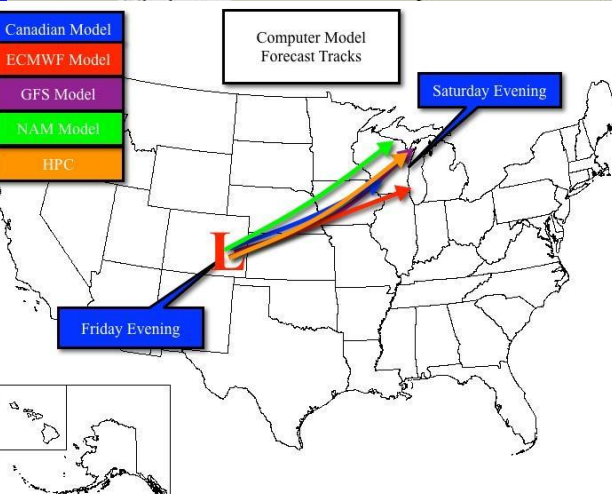 Canadian Model
ECMWF Model
GFS Model
NAM Model
HPC
Computer Model
Forecast Tracks
Saturday Evening
L
Friday Evening